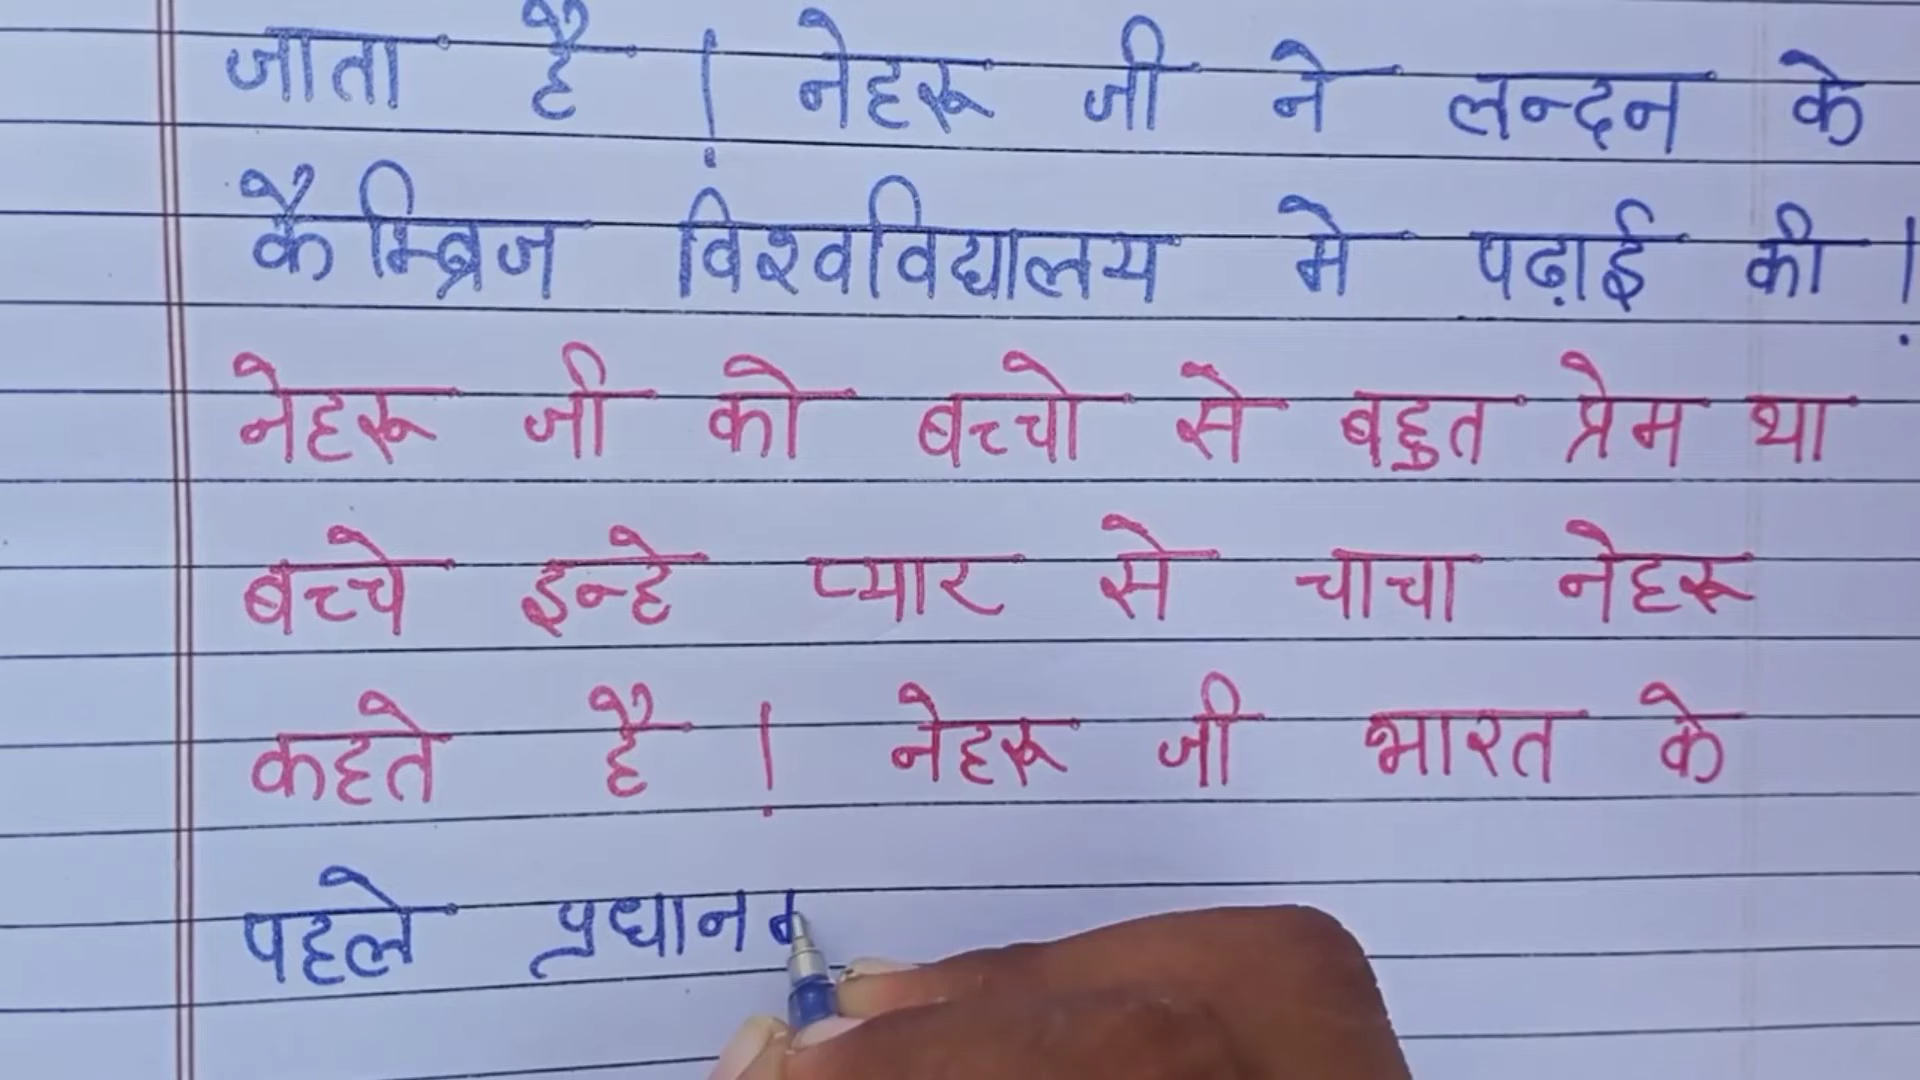 जाता है । नेहरू जी ने लन्दन के
कैम्ब्रिज विश्वविद्यालय मे पढ़ाई की ।
नेहरू जी को बच्चो से बहुत प्रेम था
बच्चे इन्हे प्यार से चाचा नेहरू
कहते है । नेहरू जी भारत के
पहले प्रधान